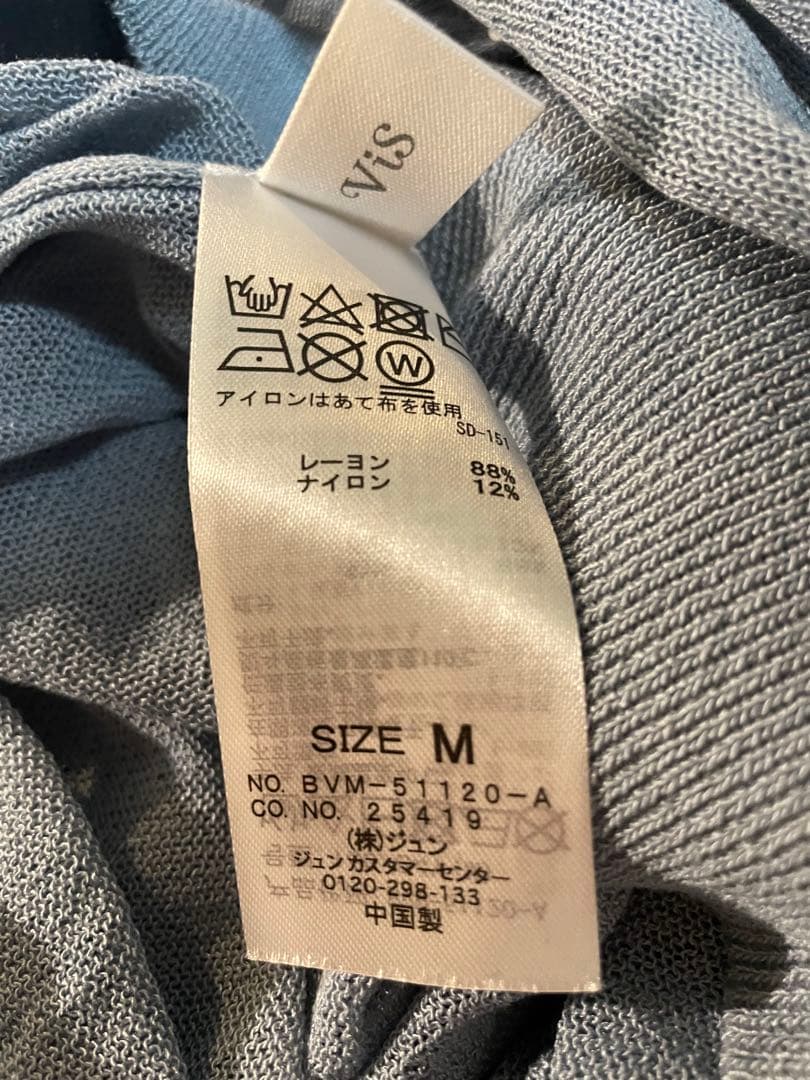 ViS
W
アイロンはあて布を使用
SD-151
レーヨン 88%
ナイロン 12%
SIZE M
NO. BVM-51120-A
CO. NO. 25419
(株)ジュン
ジュンカスタマーセンター
0120-298-133
中国製